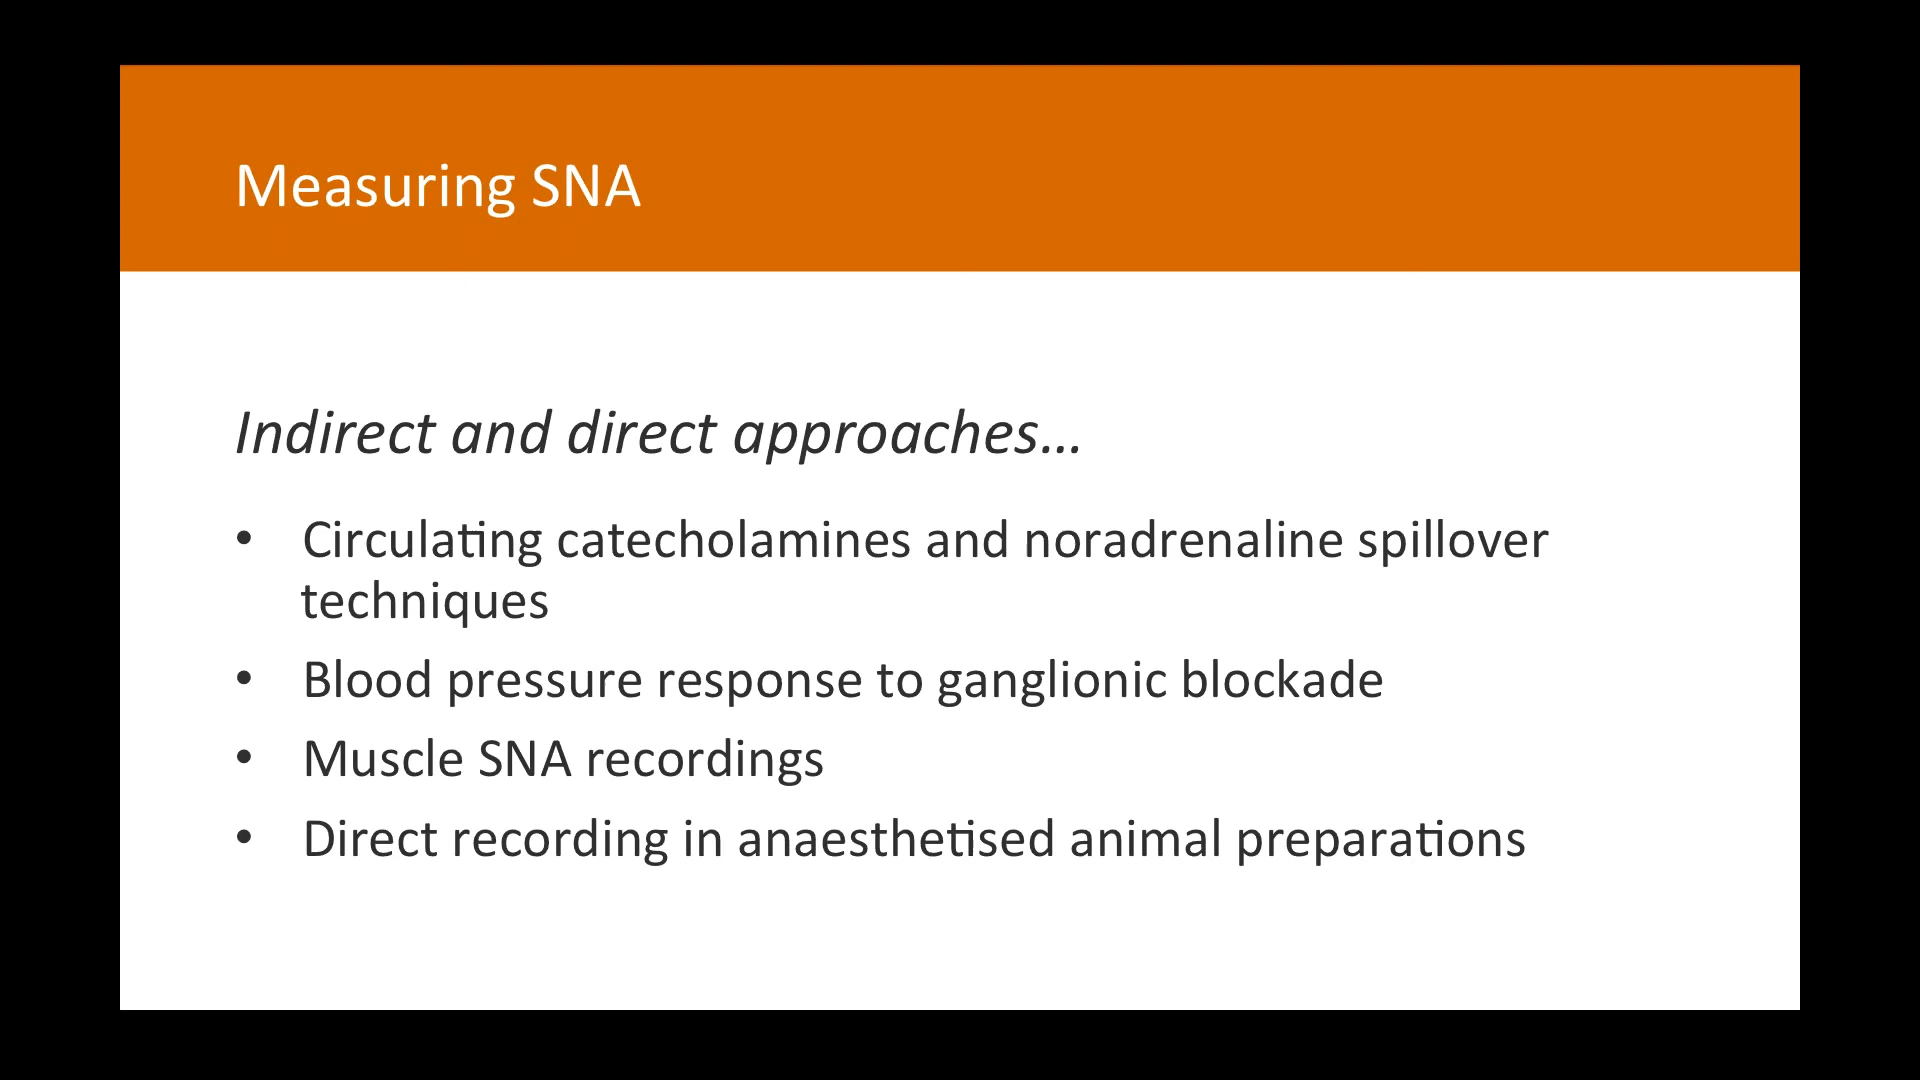 Measuring SNA
Indirect and direct approaches…
• Circulating catecholamines and noradrenaline spillover
techniques
• Blood pressure response to ganglionic blockade
• Muscle SNA recordings
• Direct recording in anaesthetised animal preparations